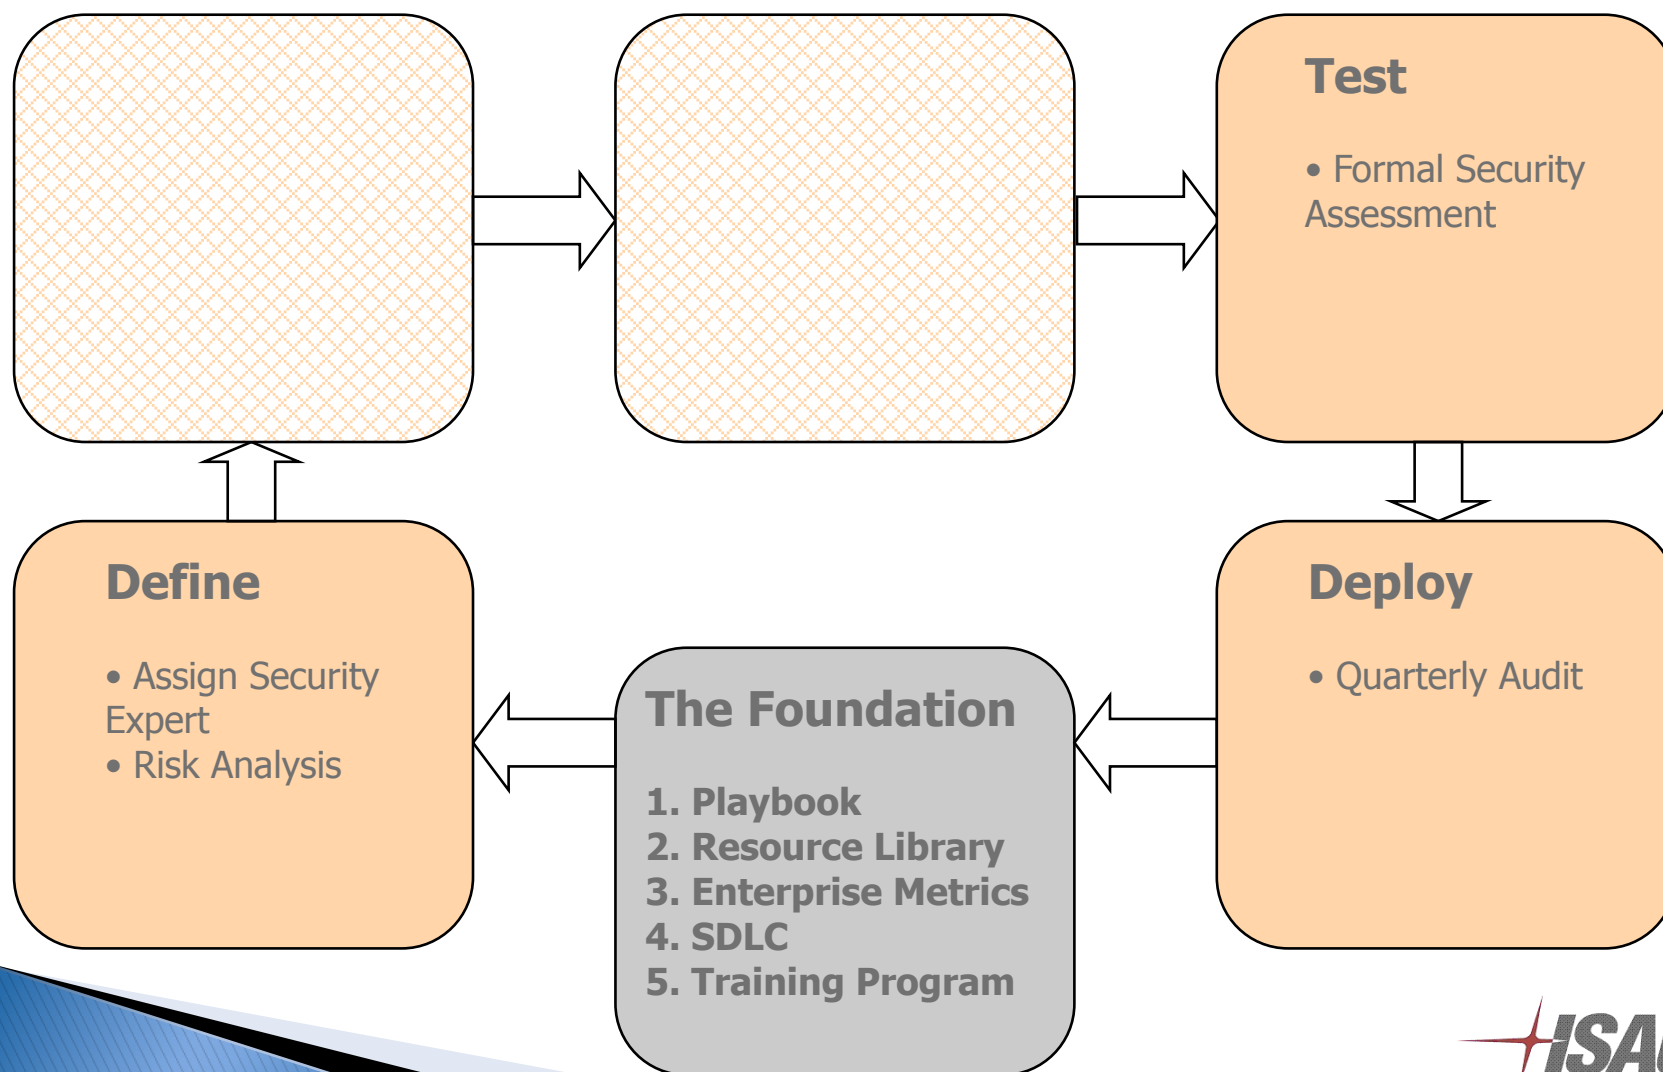 Test
• Formal Security
Assessment
Define
• Assign Security
Expert
• Risk Analysis
The Foundation
1. Playbook
2. Resource Library
3. Enterprise Metrics
4. SDLC
5. Training Program
Deploy
• Quarterly Audit